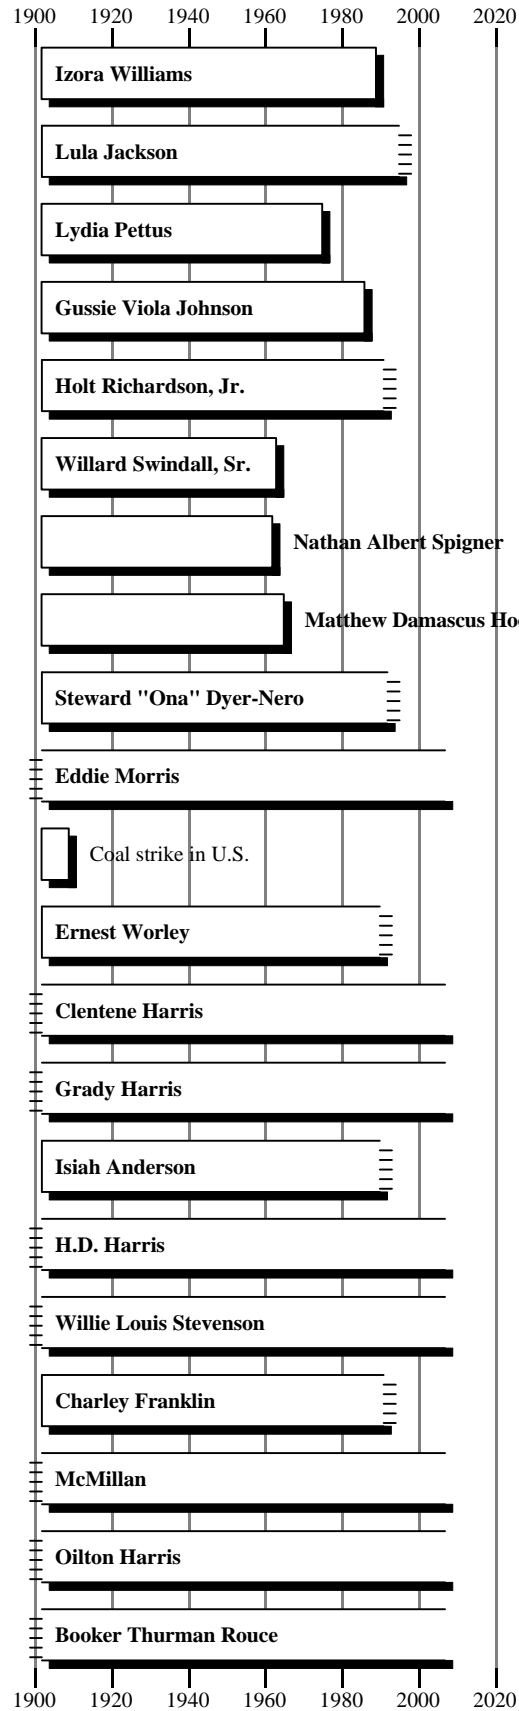 1900 1920 1940 1960 1980 2000 2020
Izora Williams
Lula Jackson
Lydia Pettus
Gussie Viola Johnson
Holt Richardson, Jr.
Willard Swindall, Sr.
Nathan Albert Spigner
Matthew Damascus
Steward "Ona" Dyer-Nero
Eddie Morris
Coal strike in U.S.
Ernest Worley
Clentene Harris
Grady Harris
Isiah Anderson
H.D. Harris
Willie Louis Stevenson
Charley Franklin
McMillan
Oilton Harris
Booker Thurman Rouce
1900 1920 1940 1960 1980 2000 2020